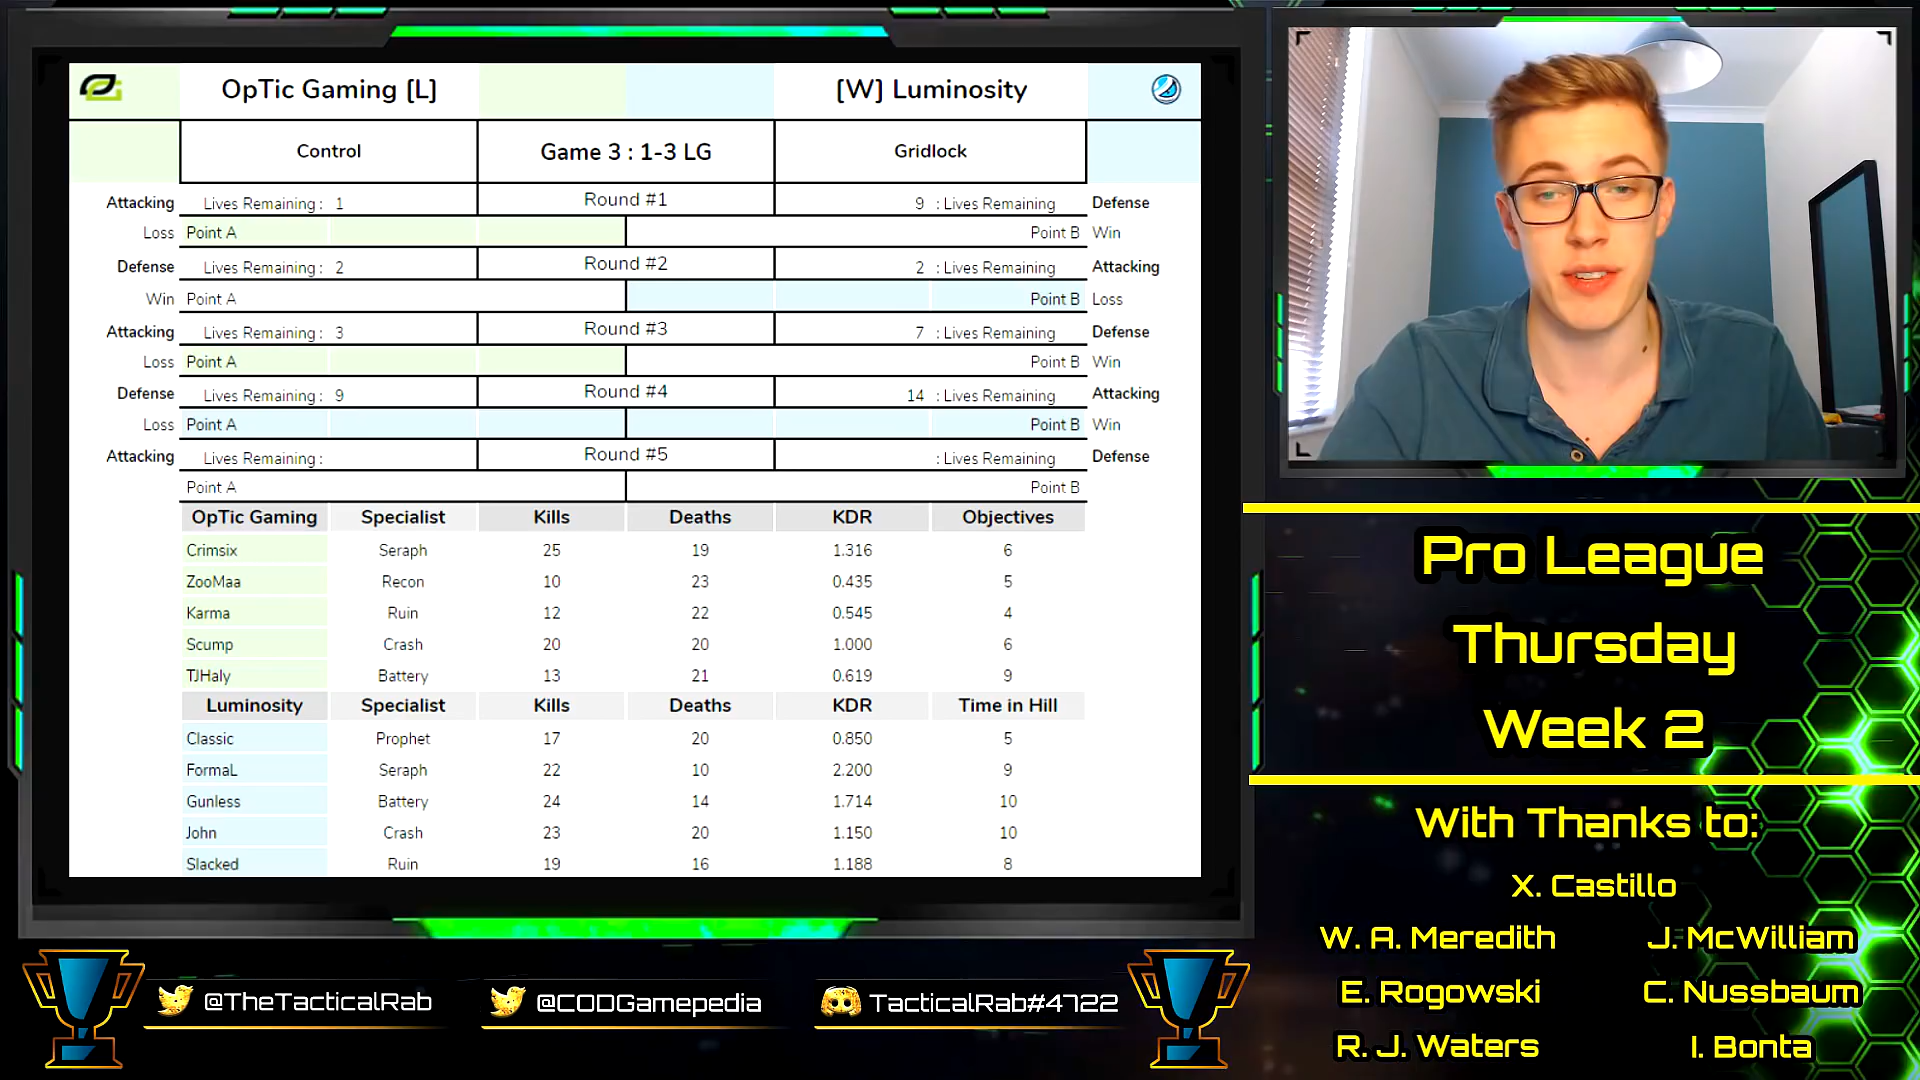 OpTic Gaming [L] [W] Luminosity
Control Game 3 : 1-3 LG Gridlock
Attacking Lives Remaining : 1 Round #1 9 : Lives Remaining Defense
Loss Point A Point B Win
Defense Lives Remaining : 2 Round #2 2 : Lives Remaining Attacking
Win Point A Point B Loss
Attacking Lives Remaining : 3 Round #3 7 : Lives Remaining Defense
Loss Point A Point B Win
Defense Lives Remaining : 9 Round #4 14 : Lives Remaining Attacking
Loss Point A Point B Win
Attacking Lives Remaining : Round #5 : Lives Remaining Defense
Point A Point B
OpTic Gaming Specialist Kills Deaths KDR Objectives
Crimsix Seraph 25 19 1.316 6
ZooMaa Recon 10 23 0.435 5
Karma Ruin 12 22 0.545 4
Scump Crash 20 20 1.000 6
TJHaly Battery 13 21 0.619 9
Luminosity Specialist Kills Deaths KDR Time in Hill
Classic Prophet 17 20 0.850 5
FormaL Seraph 22 10 2.200 9
Gunless Battery 24 14 1.714 10
John Crash 23 20 1.150 10
Slacked Ruin 19 16 1.188 8
Pro League
Thursday
Week 2
With Thanks to:
X. Castillo
W. A. Meredith J. McWilliam
E. Rogowski C. Nussbaum
R. J. Waters I. Bonta
@TheTacticalRab @CODGamepedia TacticalRab#4722